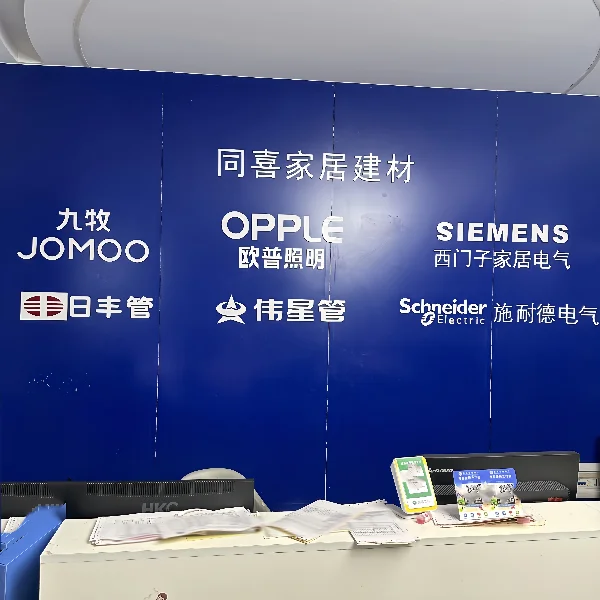 同喜家居建材
九牧
JOMOO
OPPLE
欧普照明
SIEMENS
西门子家居电气
日丰管
伟星管
Schneider
Electric
施耐德电气
HKC